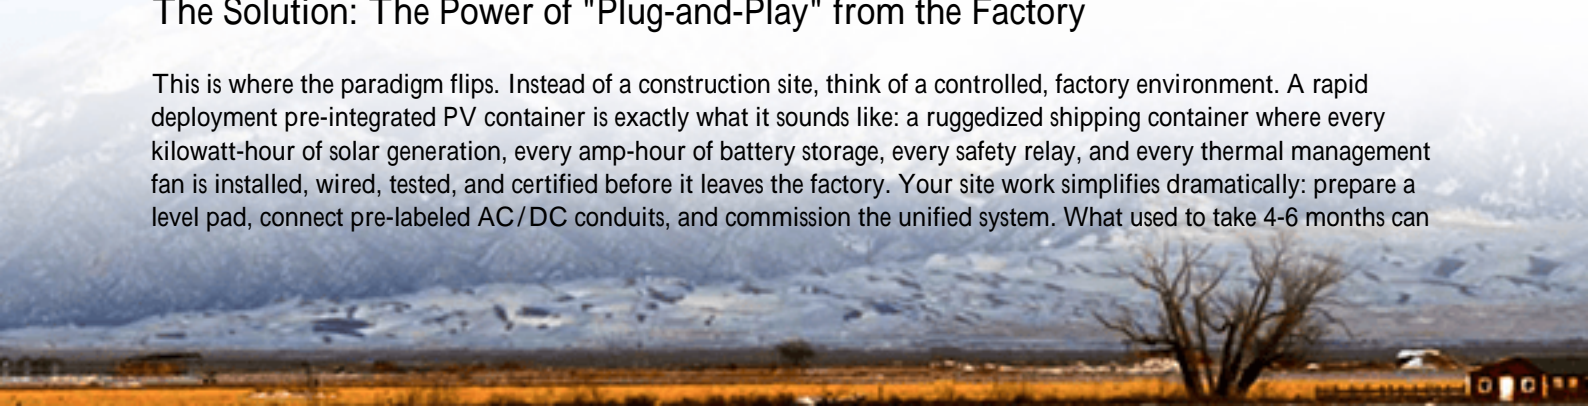 The Solution: The Power of "Plug-and-Play" from the Factory
This is where the paradigm flips. Instead of a construction site, think of a controlled, factory environment. A rapid
deployment pre-integrated PV container is exactly what it sounds like: a ruggedized shipping container where every
kilowatt-hour of solar generation, every amp-hour of battery storage, every safety relay, and every thermal management
fan is installed, wired, tested, and certified before it leaves the factory. Your site work simplifies dramatically: prepare a
level pad, connect pre-labeled AC/DC conduits, and commission the unified system. What used to take 4-6 months can